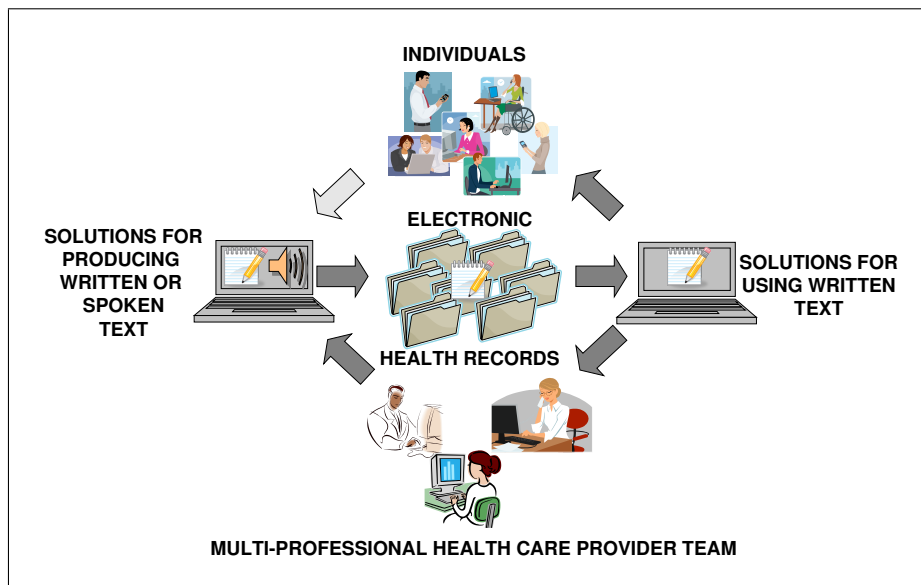 INDIVIDUALS
SOLUTIONS FOR
PRODUCING
WRITTEN OR
SPOKEN
TEXT
ELECTRONIC
HEALTH RECORDS
SOLUTIONS FOR
USING WRITTEN
TEXT
MULTI-PROFESSIONAL HEALTH CARE PROVIDER TEAM